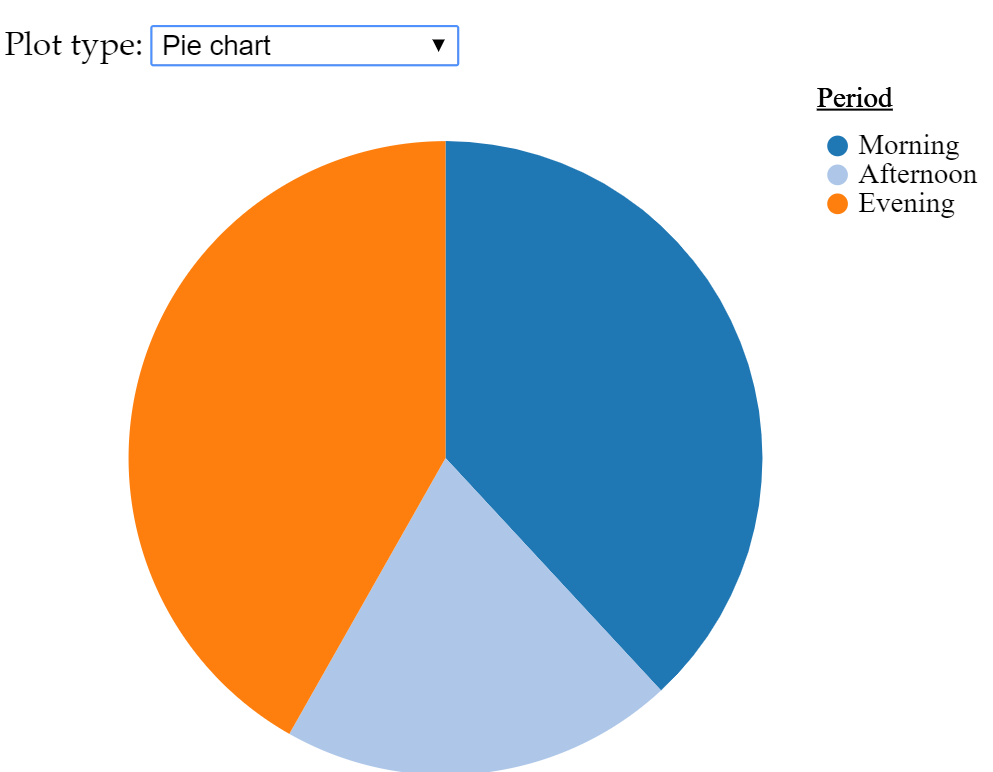 Plot type: Pie chart
Period
Morning
Afternoon
Evening